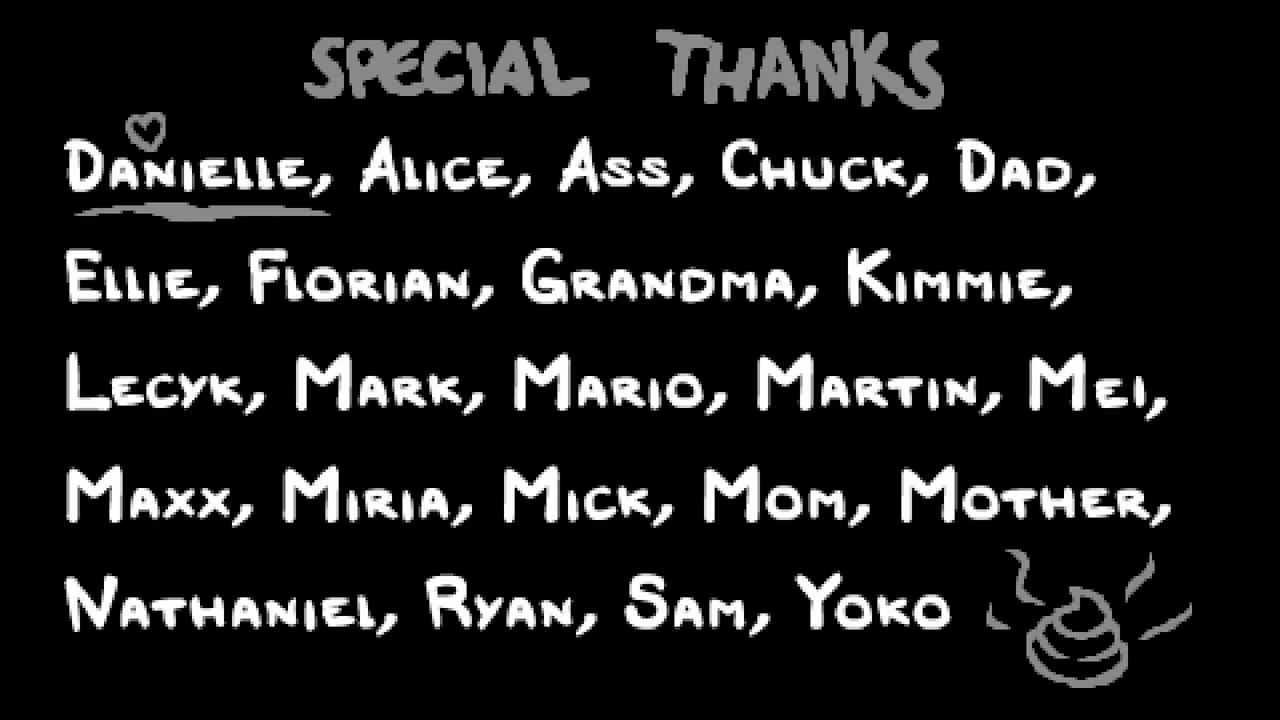 SPECIAL THANKS
DANIELLE, ALICE, ASS, CHUCK, DAD,
ELLIE, FLORIAN, GRANDMA, KIMMIE,
LECYK, MARK, MARIO, MARTIN, MEI,
MAXX, MIRIA, MICK, MOM, MOTHER,
NATHANIEL, RYAN, SAM, YOKO